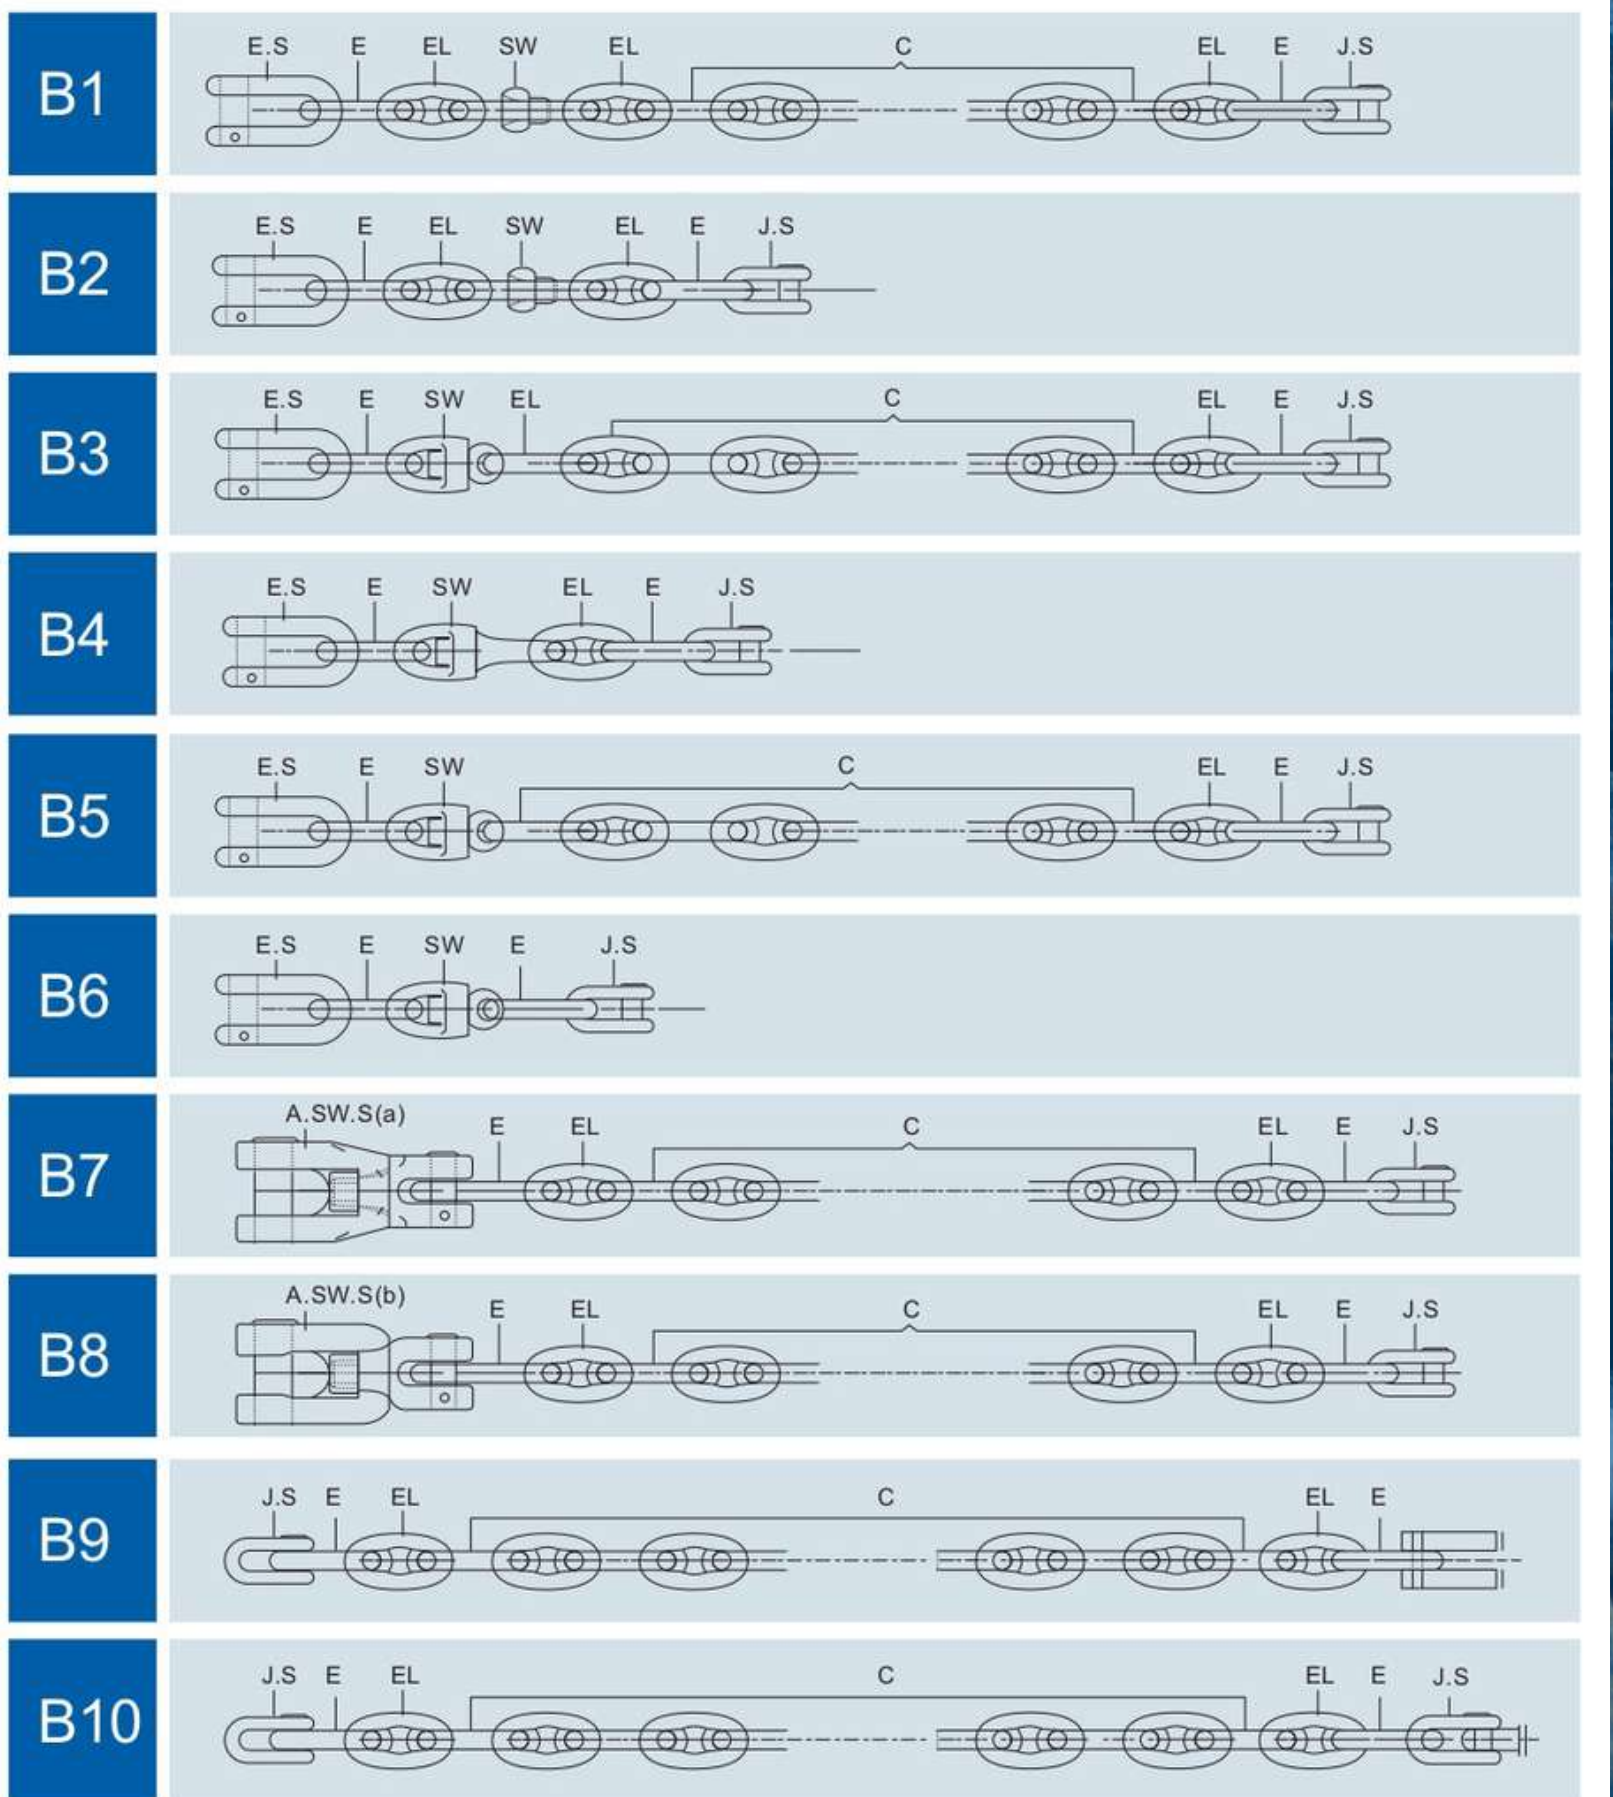 B1
E.S E EL SW EL C EL E J.S
B2
E.S E EL SW EL E J.S
B3
E.S E SW EL C EL E J.S
B4
E.S E SW EL E J.S
B5
E.S E SW C EL E J.S
B6
E.S E SW E J.S
B7
A.SW.S(a) E EL C EL E J.S
B8
A.SW.S(b) E EL C EL E J.S
B9
J.S E EL C EL E
B10
J.S E EL C EL E J.S